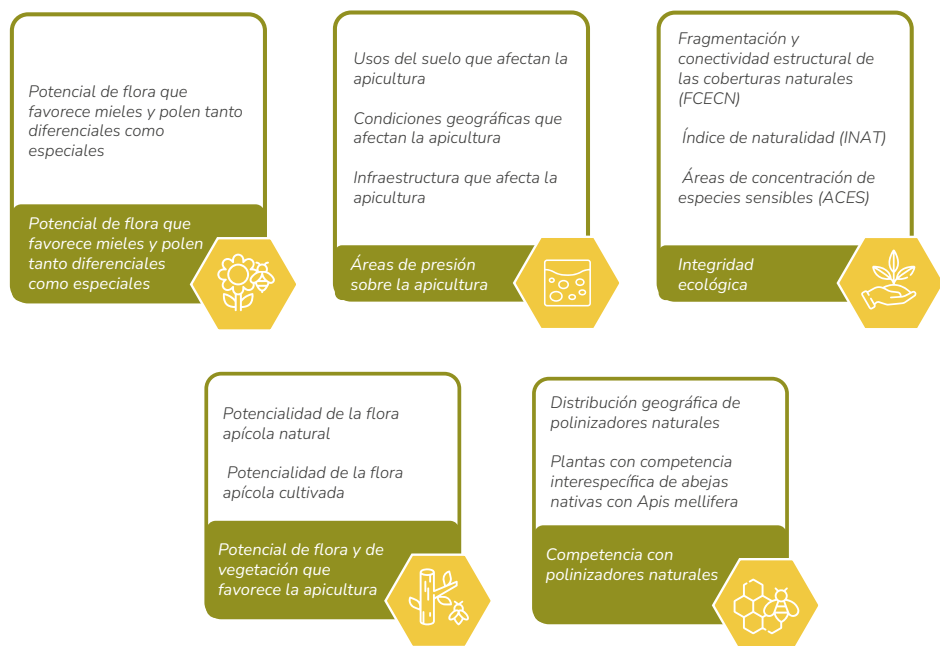 Potencial de flora que
favorece mieles y polen tanto
diferenciales como
especiales
Potencial de flora que
favorece mieles y polen
tanto diferenciales
como especiales
Usos del suelo que afectan la
apicultura
Condiciones geográficas que
afectan la apicultura
Infraestructura que afecta la
apicultura
Áreas de presión
sobre la apicultura
Fragmentación y
conectividad estructural de
las coberturas naturales
(FCECN)
Índice de naturalidad (INAT)
Áreas de concentración de
especies sensibles (ACES)
Integridad
ecológica
Potencialidad de la flora
apícola natural
Potencialidad de la flora
apícola cultivada
Potencial de flora y de
vegetación que
favorece la apicultura
Distribución geográfica de
polinizadores naturales
Plantas con competencia
interespecífica de abejas
nativas con Apis mellifera
Competencia con
polinizadores naturales